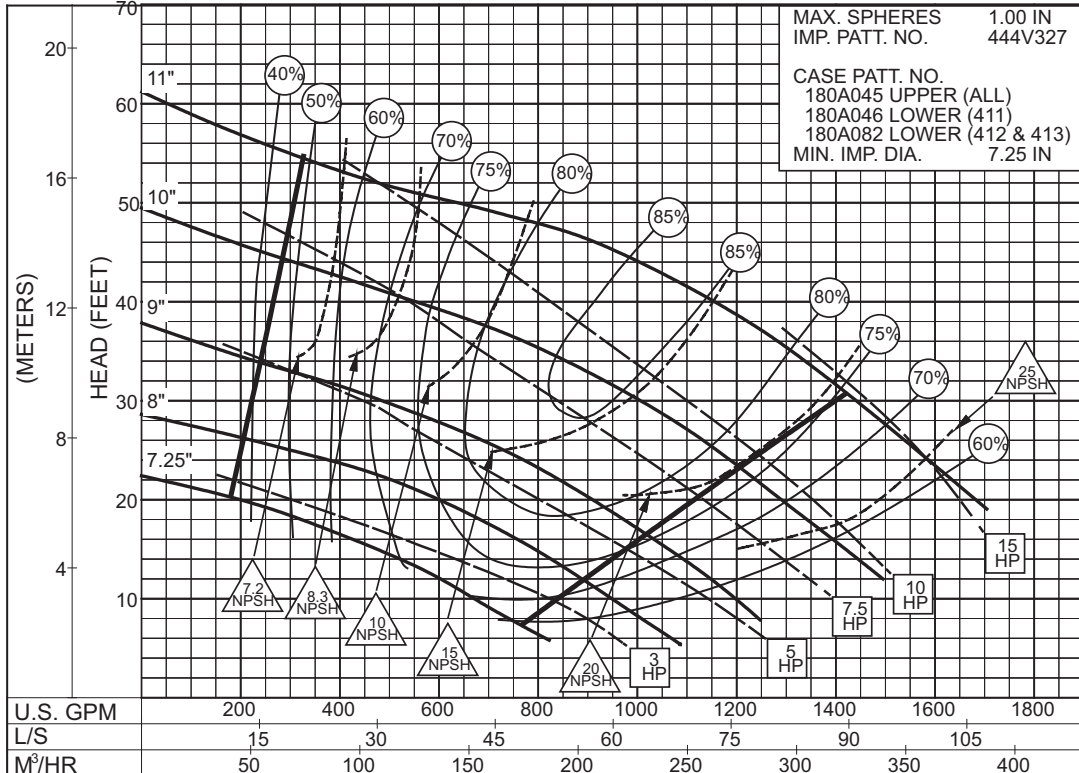 70
60
50
40
30
20
10
20
16
12
8
4
(METERS)
HEAD (FEET)
MAX. SPHERES 1.00 IN
IMP. PATT. NO. 444V327
CASE PATT. NO.
180A045 UPPER (ALL)
180A046 LOWER (411)
180A082 LOWER (412 & 413)
MIN. IMP. DIA. 7.25 IN
11"
10"
9"
8"
7.25"
40%
50%
60%
70%
75%
80%
85%
85%
80%
75%
70%
60%
25
NPSH
7.2
NPSH
8.3
NPSH
10
NPSH
15
NPSH
20
NPSH
3
HP
5
HP
7.5
HP
10
HP
15
HP
U.S. GPM 200 400 600 800 1000 1200 1400 1600 1800
L/S 15 30 45 60 75 90 105
M³/HR 50 100 150 200 250 300 350 400